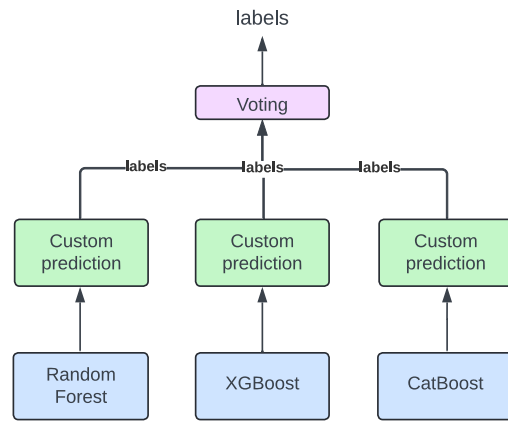 labels
Voting
labels labels labels
Custom
prediction
Custom
prediction
Custom
prediction
Random
Forest
XGBoost
CatBoost